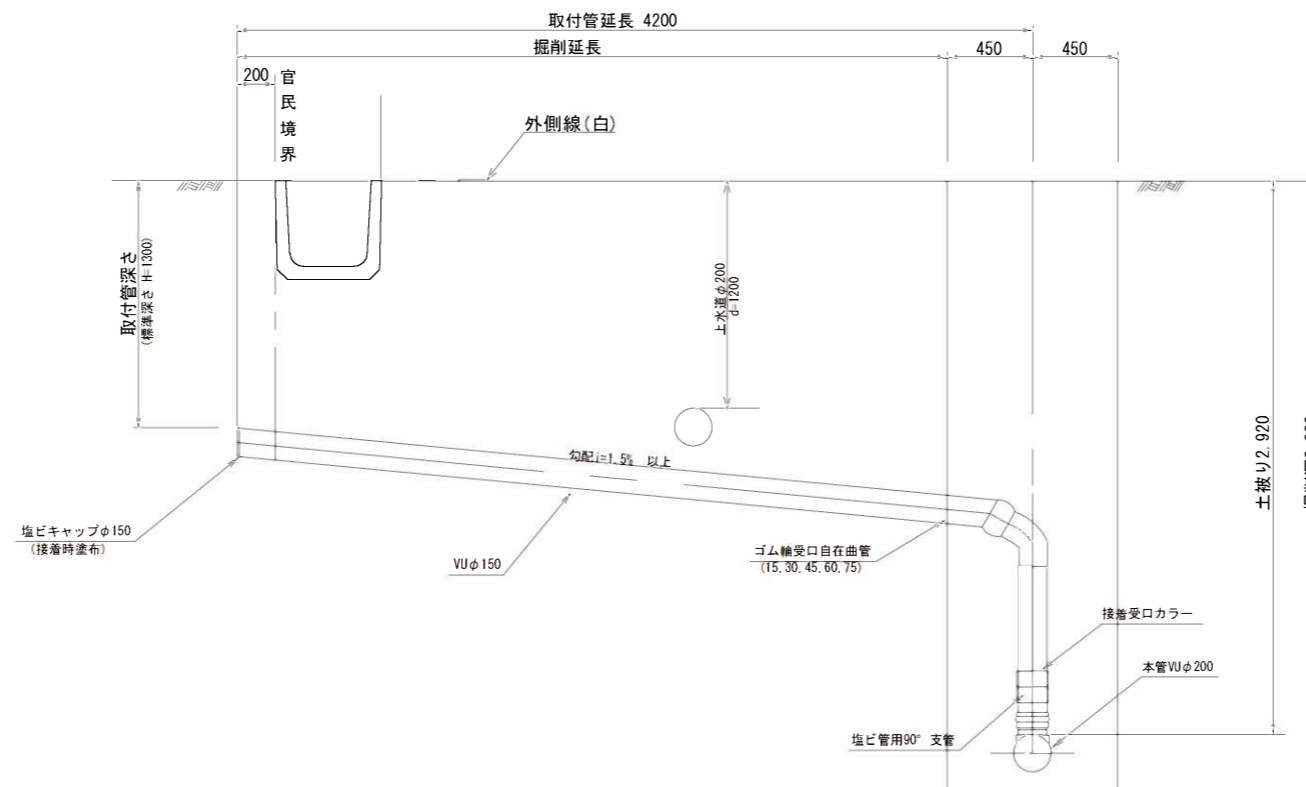 取付管延長 4200
掘削延長
450
450
200
官民境界
外側線(白)
取付管深さ
(標準深さ H=1300)
上水道φ200
d=1200
土被り2.920
勾配i=1.5% 以上
塩ビキャップφ150
(接着時塗布)
VUφ150
ゴム輪受口自在曲管
(15,30,45,60,75)
接着受口カラー
本管VUφ200
塩ビ管用90° 支管